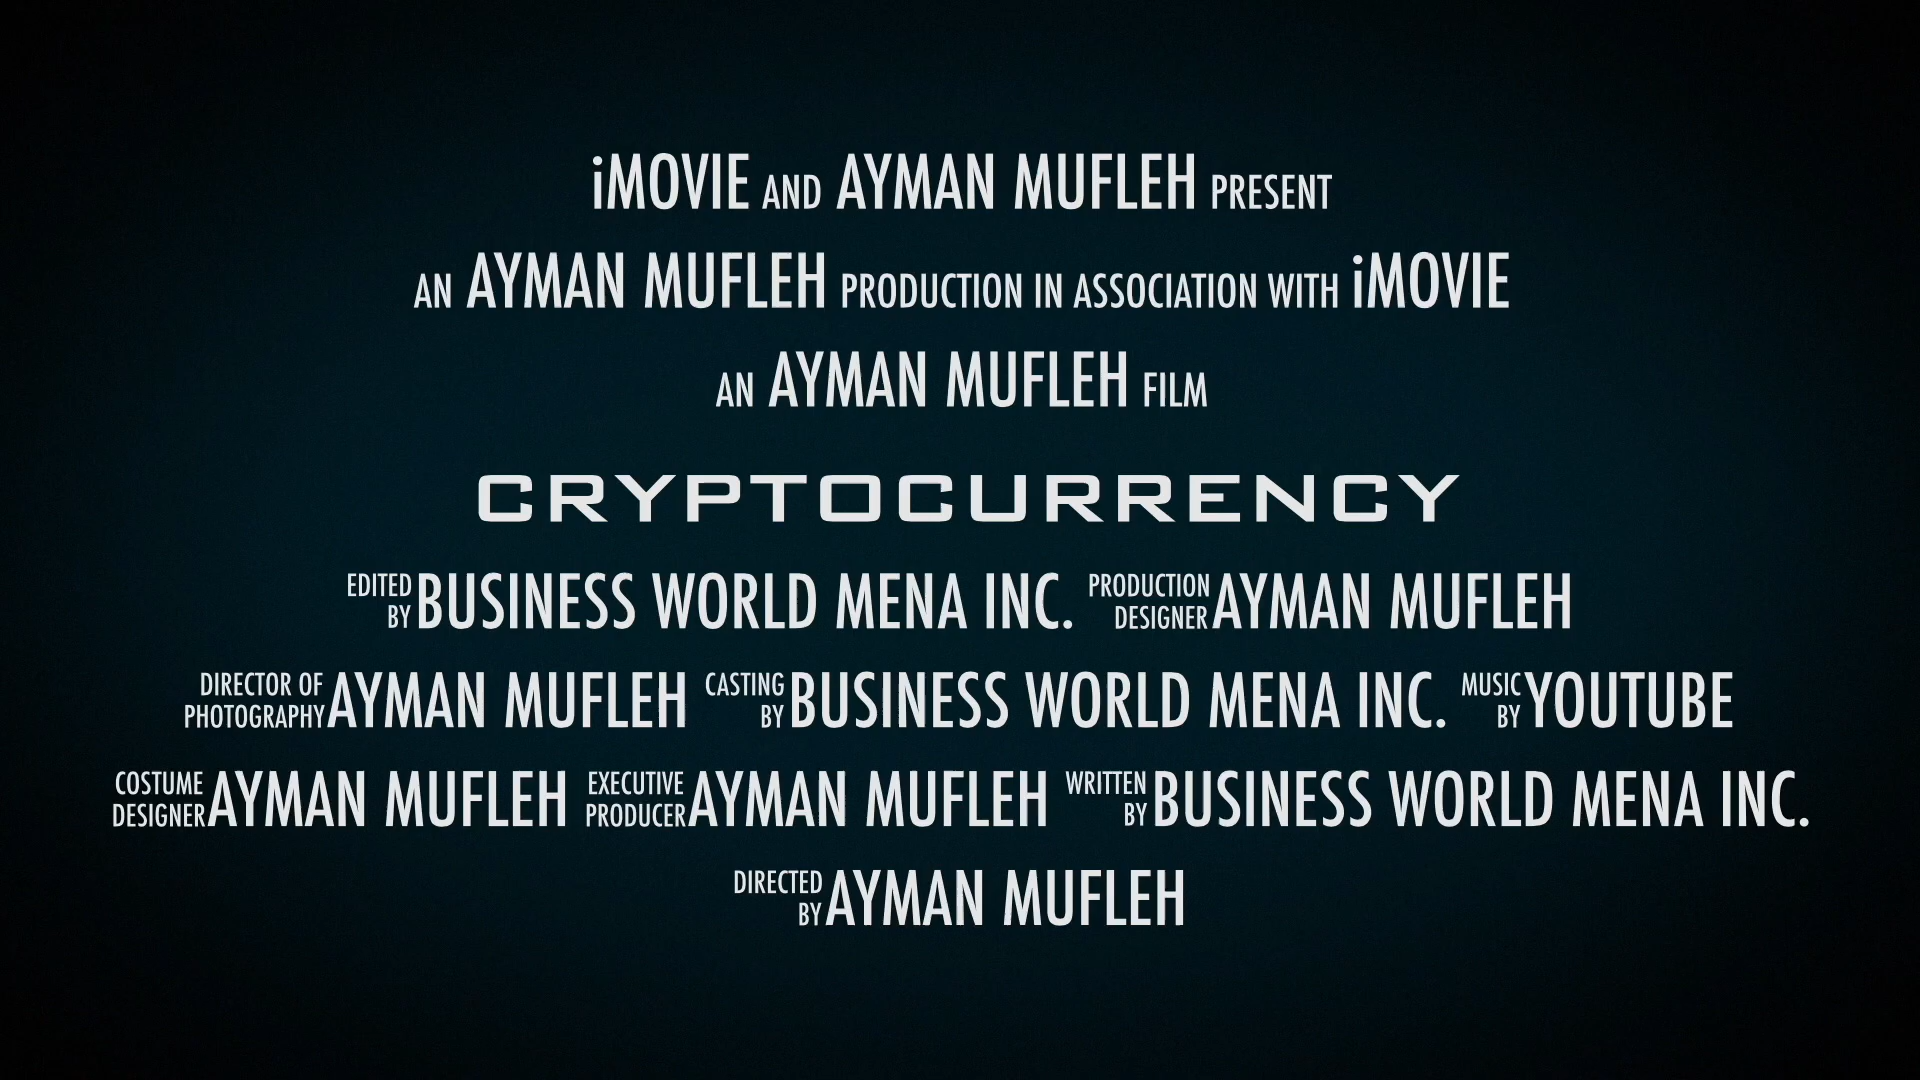 iMOVIE AND AYMAN MUFLEH PRESENT
AN AYMAN MUFLEH PRODUCTION IN ASSOCIATION WITH iMOVIE
AN AYMAN MUFLEH FILM
CRYPTOCURRENCY
EDITED BY BUSINESS WORLD MENA INC. PRODUCTION DESIGNER AYMAN MUFLEH
DIRECTOR OF PHOTOGRAPHY AYMAN MUFLEH CASTING BY BUSINESS WORLD MENA INC. MUSIC BY YOUTUBE
COSTUME DESIGNER AYMAN MUFLEH EXECUTIVE PRODUCER AYMAN MUFLEH WRITTEN BY BUSINESS WORLD MENA INC.
DIRECTED BY AYMAN MUFLEH